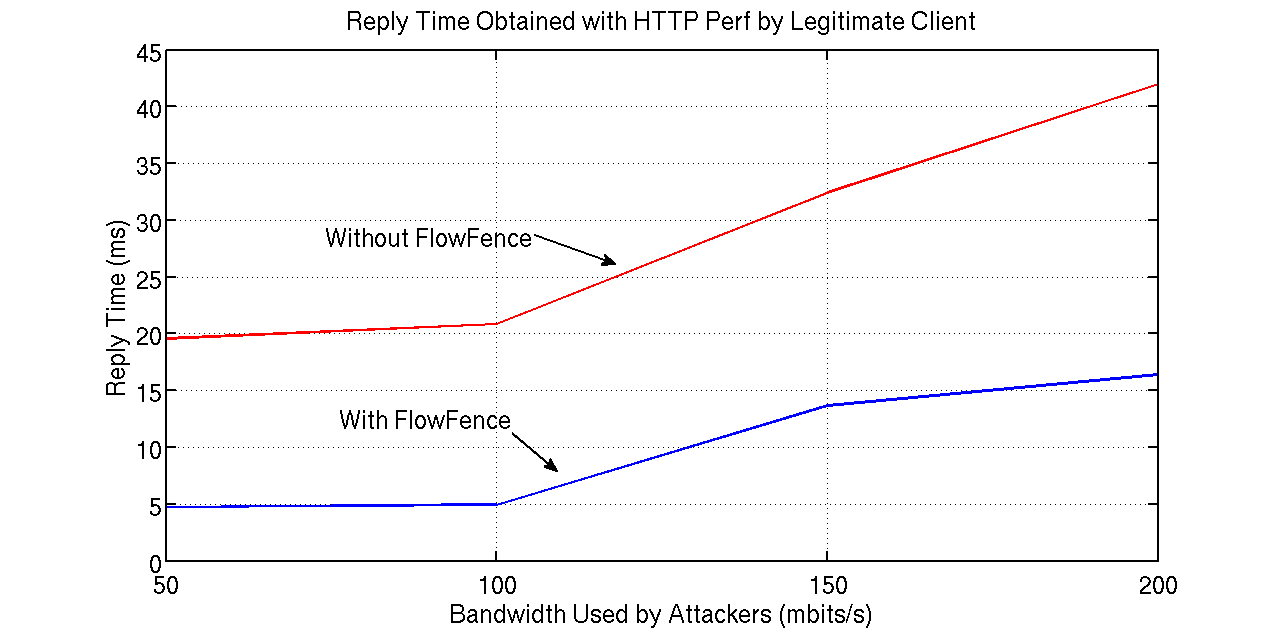 Reply Time Obtained with HTTP Perf by Legitimate Client
45
40
35
30
25
20
15
10
5
0
Reply Time (ms)
Without FlowFence
With FlowFence
50 100 150 200
Bandwidth Used by Attackers (mbits/s)